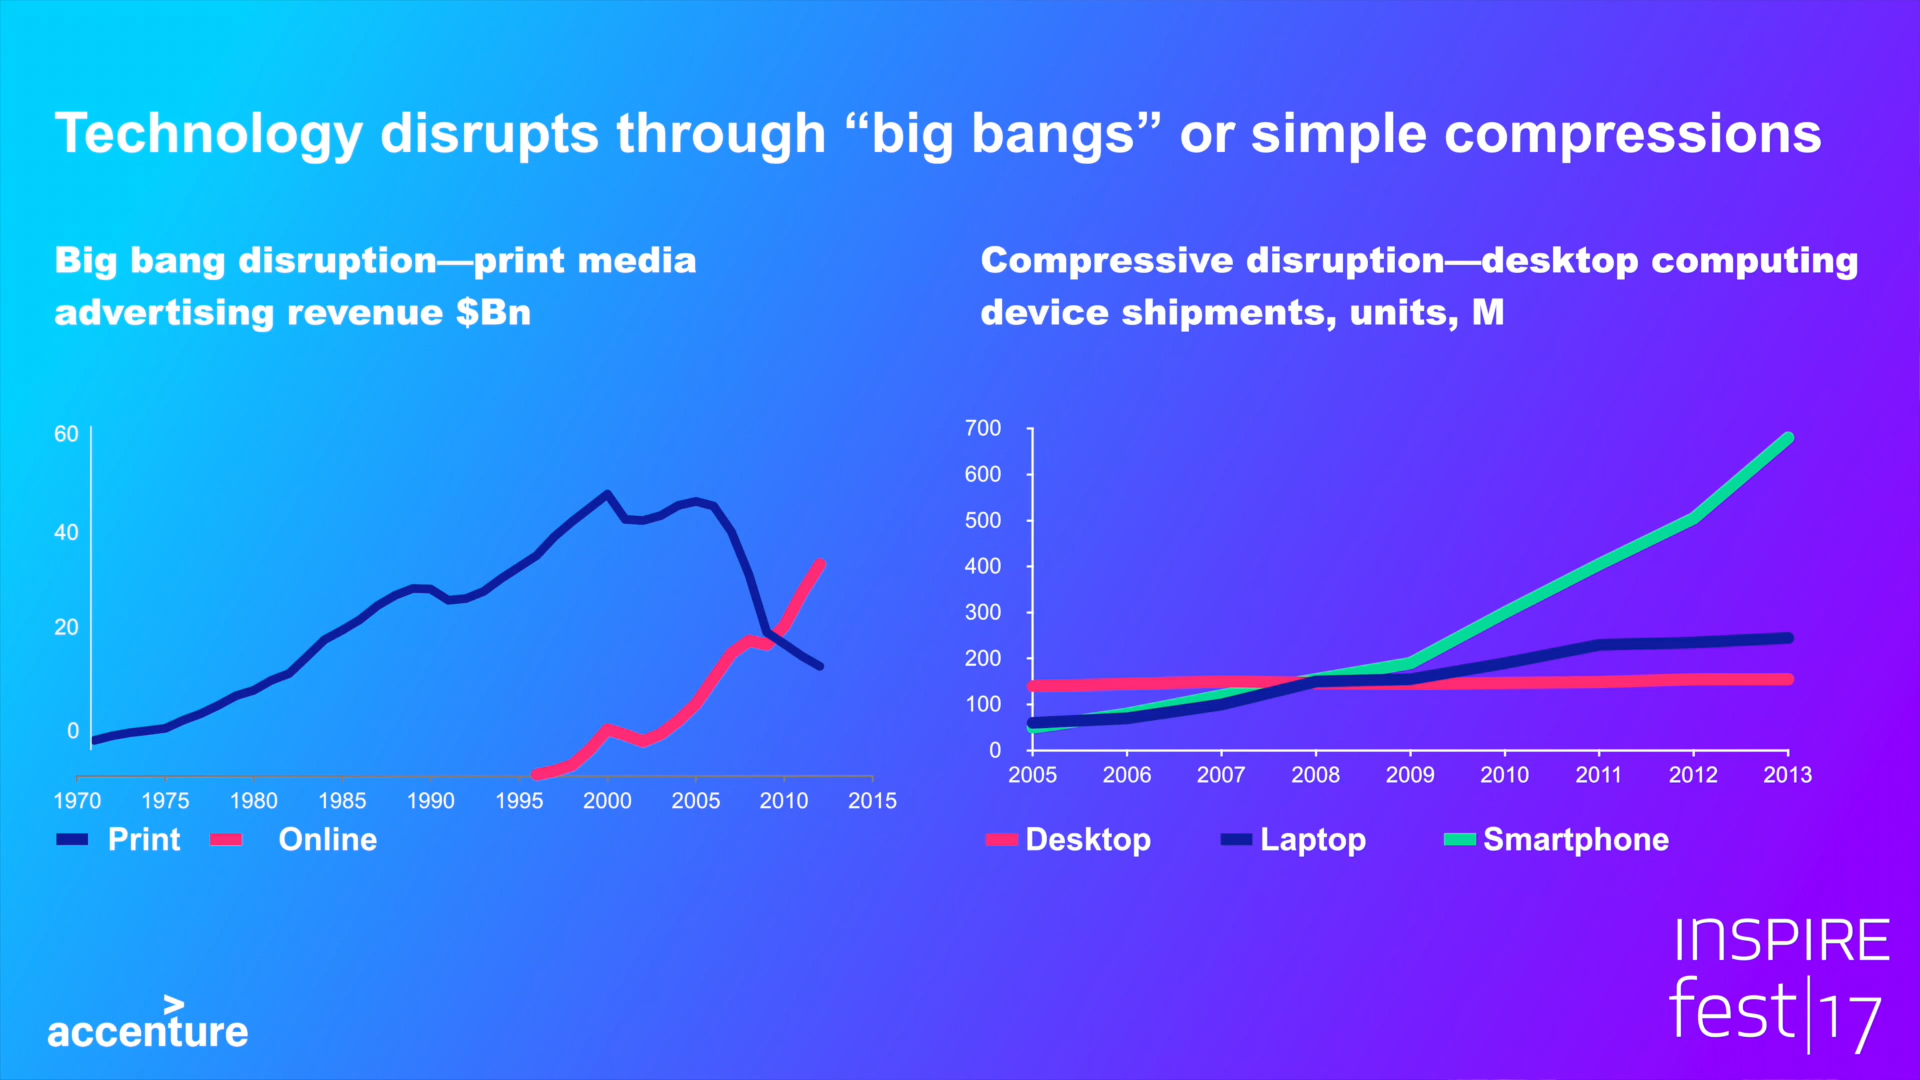 Technology disrupts through “big bangs” or simple compressions
Big bang disruption—print media
advertising revenue $Bn
60
40
20
0
1970 1975 1980 1985 1990 1995 2000 2005 2010 2015
Print Online
Compressive disruption—desktop computing
device shipments, units, M
700
600
500
400
300
200
100
0
2005 2006 2007 2008 2009 2010 2011 2012 2013
Desktop Laptop Smartphone
accenture
INSPIRE
fest|17